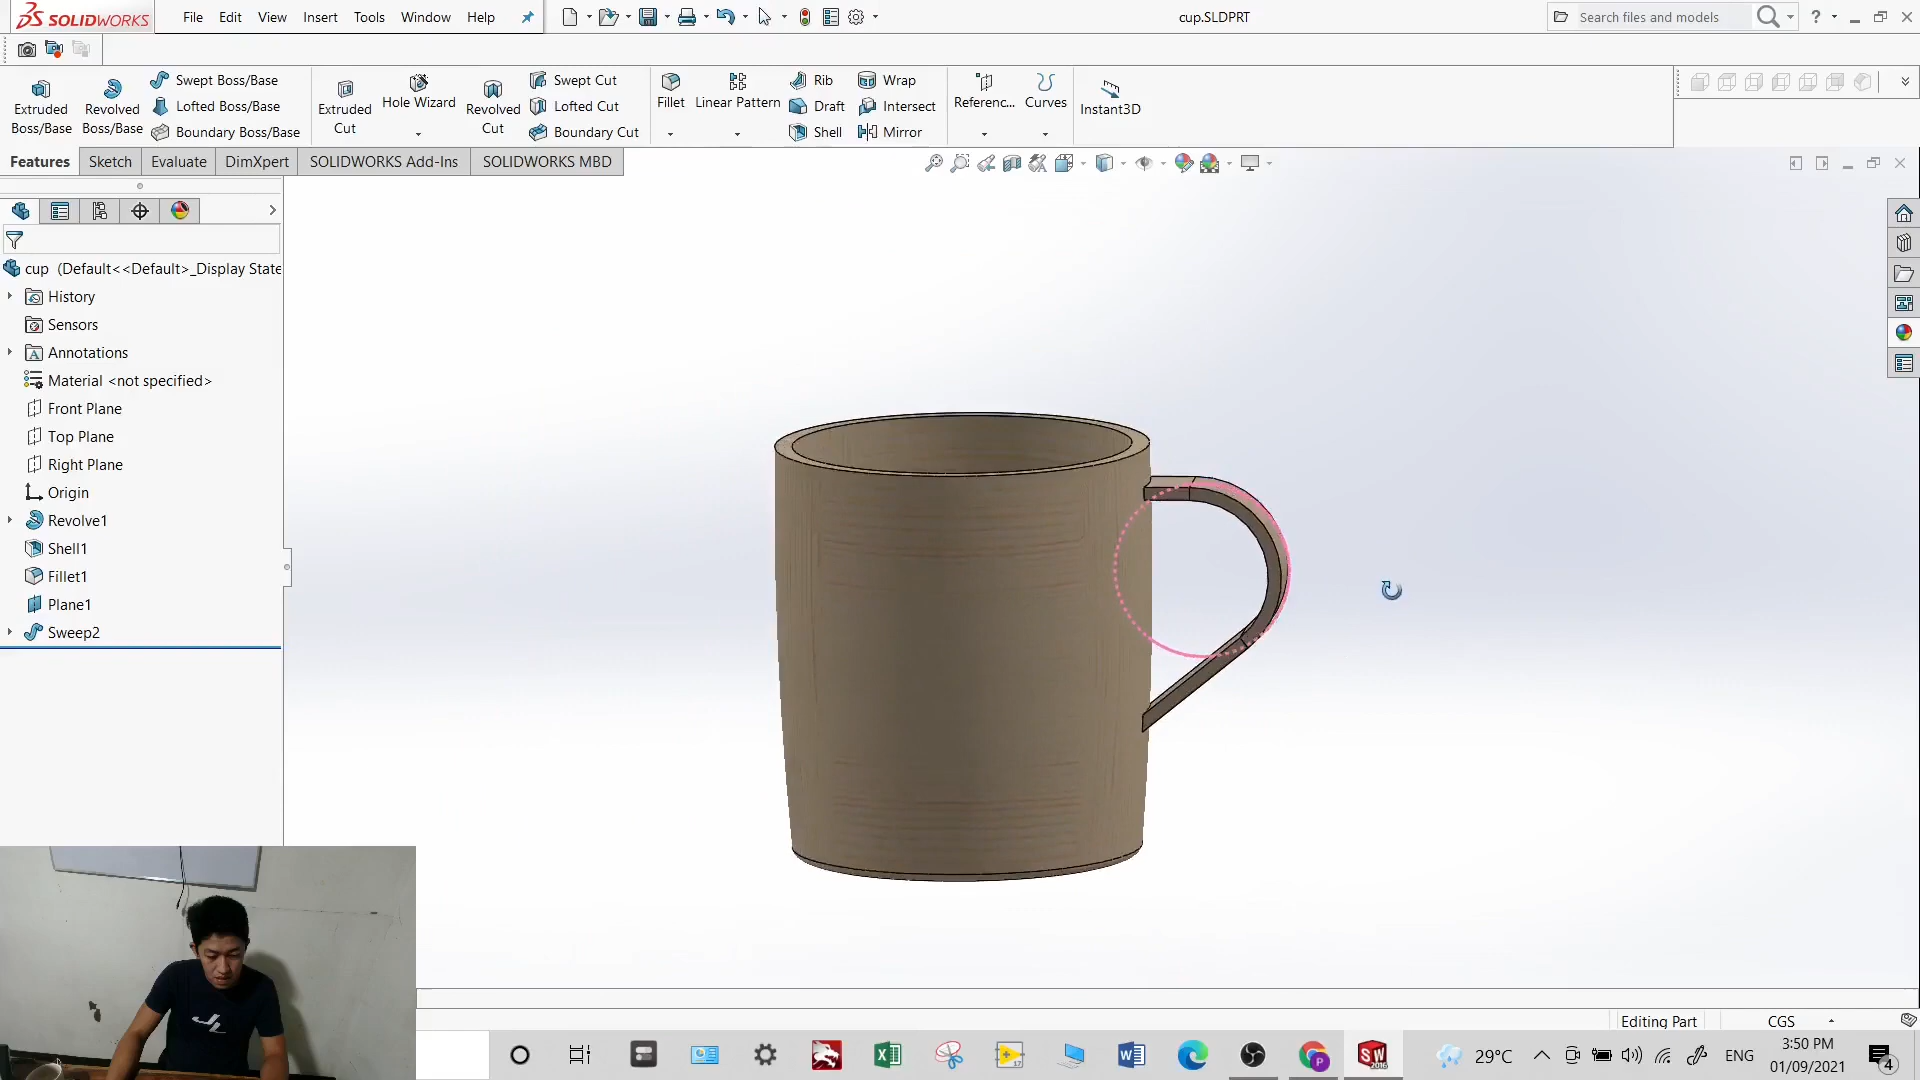 SOLIDWORKS File Edit View Insert Tools Window Help cup.SLDPRT Search files and models ?
Extruded Boss/Base
Revolved Boss/Base
Swept Boss/Base
Lofted Boss/Base
Boundary Boss/Base
Extruded Cut
Hole Wizard
Revolved Cut
Swept Cut
Lofted Cut
Boundary Cut
Fillet
Linear Pattern
Rib
Draft
Shell
Wrap
Intersect
Mirror
Referenc...
Curves
Instant3D
Features Sketch Evaluate DimXpert SOLIDWORKS Add-Ins SOLIDWORKS MBD
cup (Default<<Default>_Display State
History
Sensors
Annotations
Material <not specified>
Front Plane
Top Plane
Right Plane
Origin
Revolve1
Shell1
Fillet1
Plane1
Sweep2
Editing Part CGS
29°C ENG 3:50 PM
01/09/2021
4
SW
2016